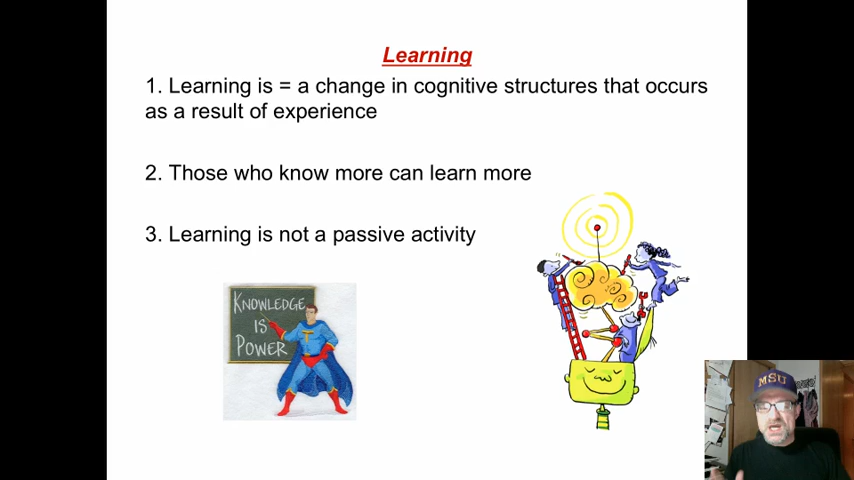 Learning
1. Learning is = a change in cognitive structures that occurs
as a result of experience
2. Those who know more can learn more
3. Learning is not a passive activity
KNOWLEDGE
IS
POWER
T
MSU